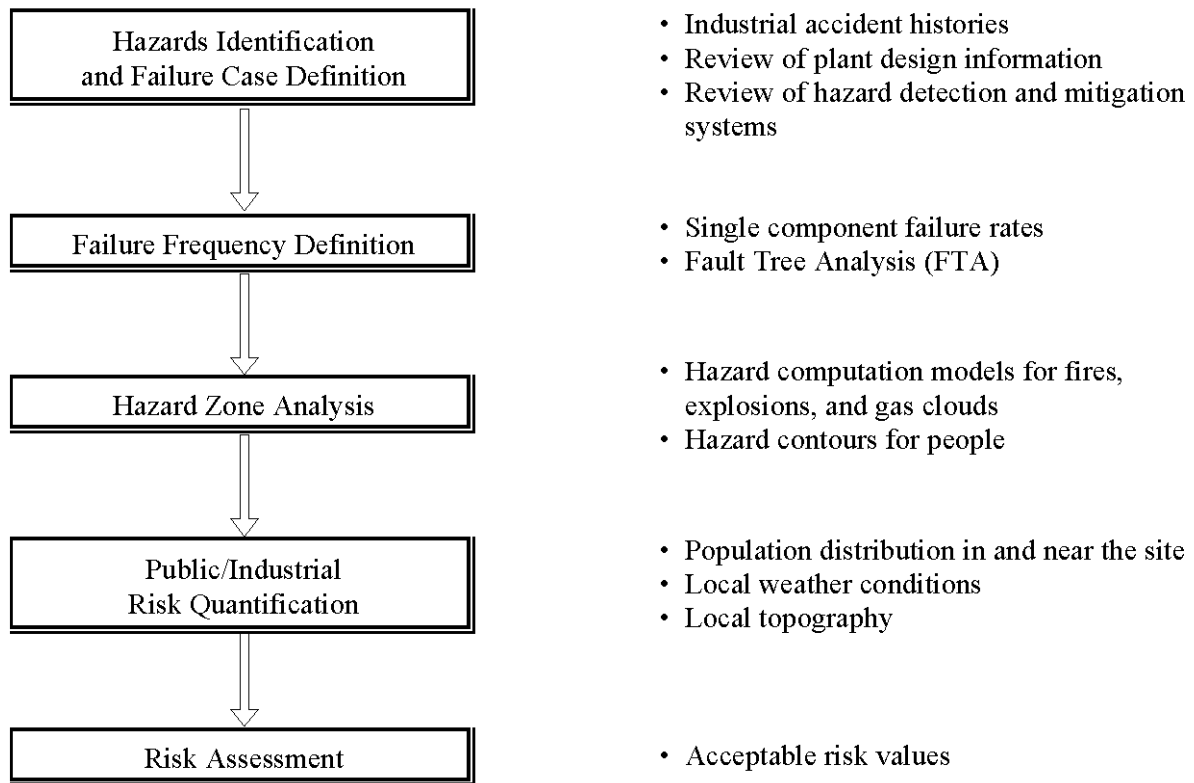 Hazards Identification
and Failure Case Definition
• Industrial accident histories
• Review of plant design information
• Review of hazard detection and mitigation
systems
Failure Frequency Definition
• Single component failure rates
• Fault Tree Analysis (FTA)
Hazard Zone Analysis
• Hazard computation models for fires,
explosions, and gas clouds
• Hazard contours for people
Public/Industrial
Risk Quantification
• Population distribution in and near the site
• Local weather conditions
• Local topography
Risk Assessment
• Acceptable risk values